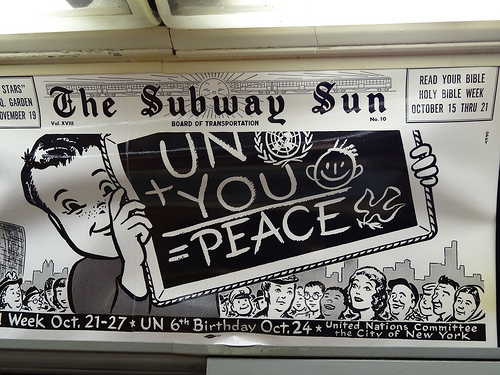 STARS"
Q. GARDEN
OVEMBER 19
The Subway Sun
Vol. XVIII
BOARD OF TRANSPORTATION
No. 10
READ YOUR BIBLE
HOLY BIBLE WEEK
OCTOBER 15 THRU 21
UN
+ YOU
= PEACE
Week Oct. 21-27 * UN 6th Birthday Oct. 24 * United Nations Committee
the City of New York